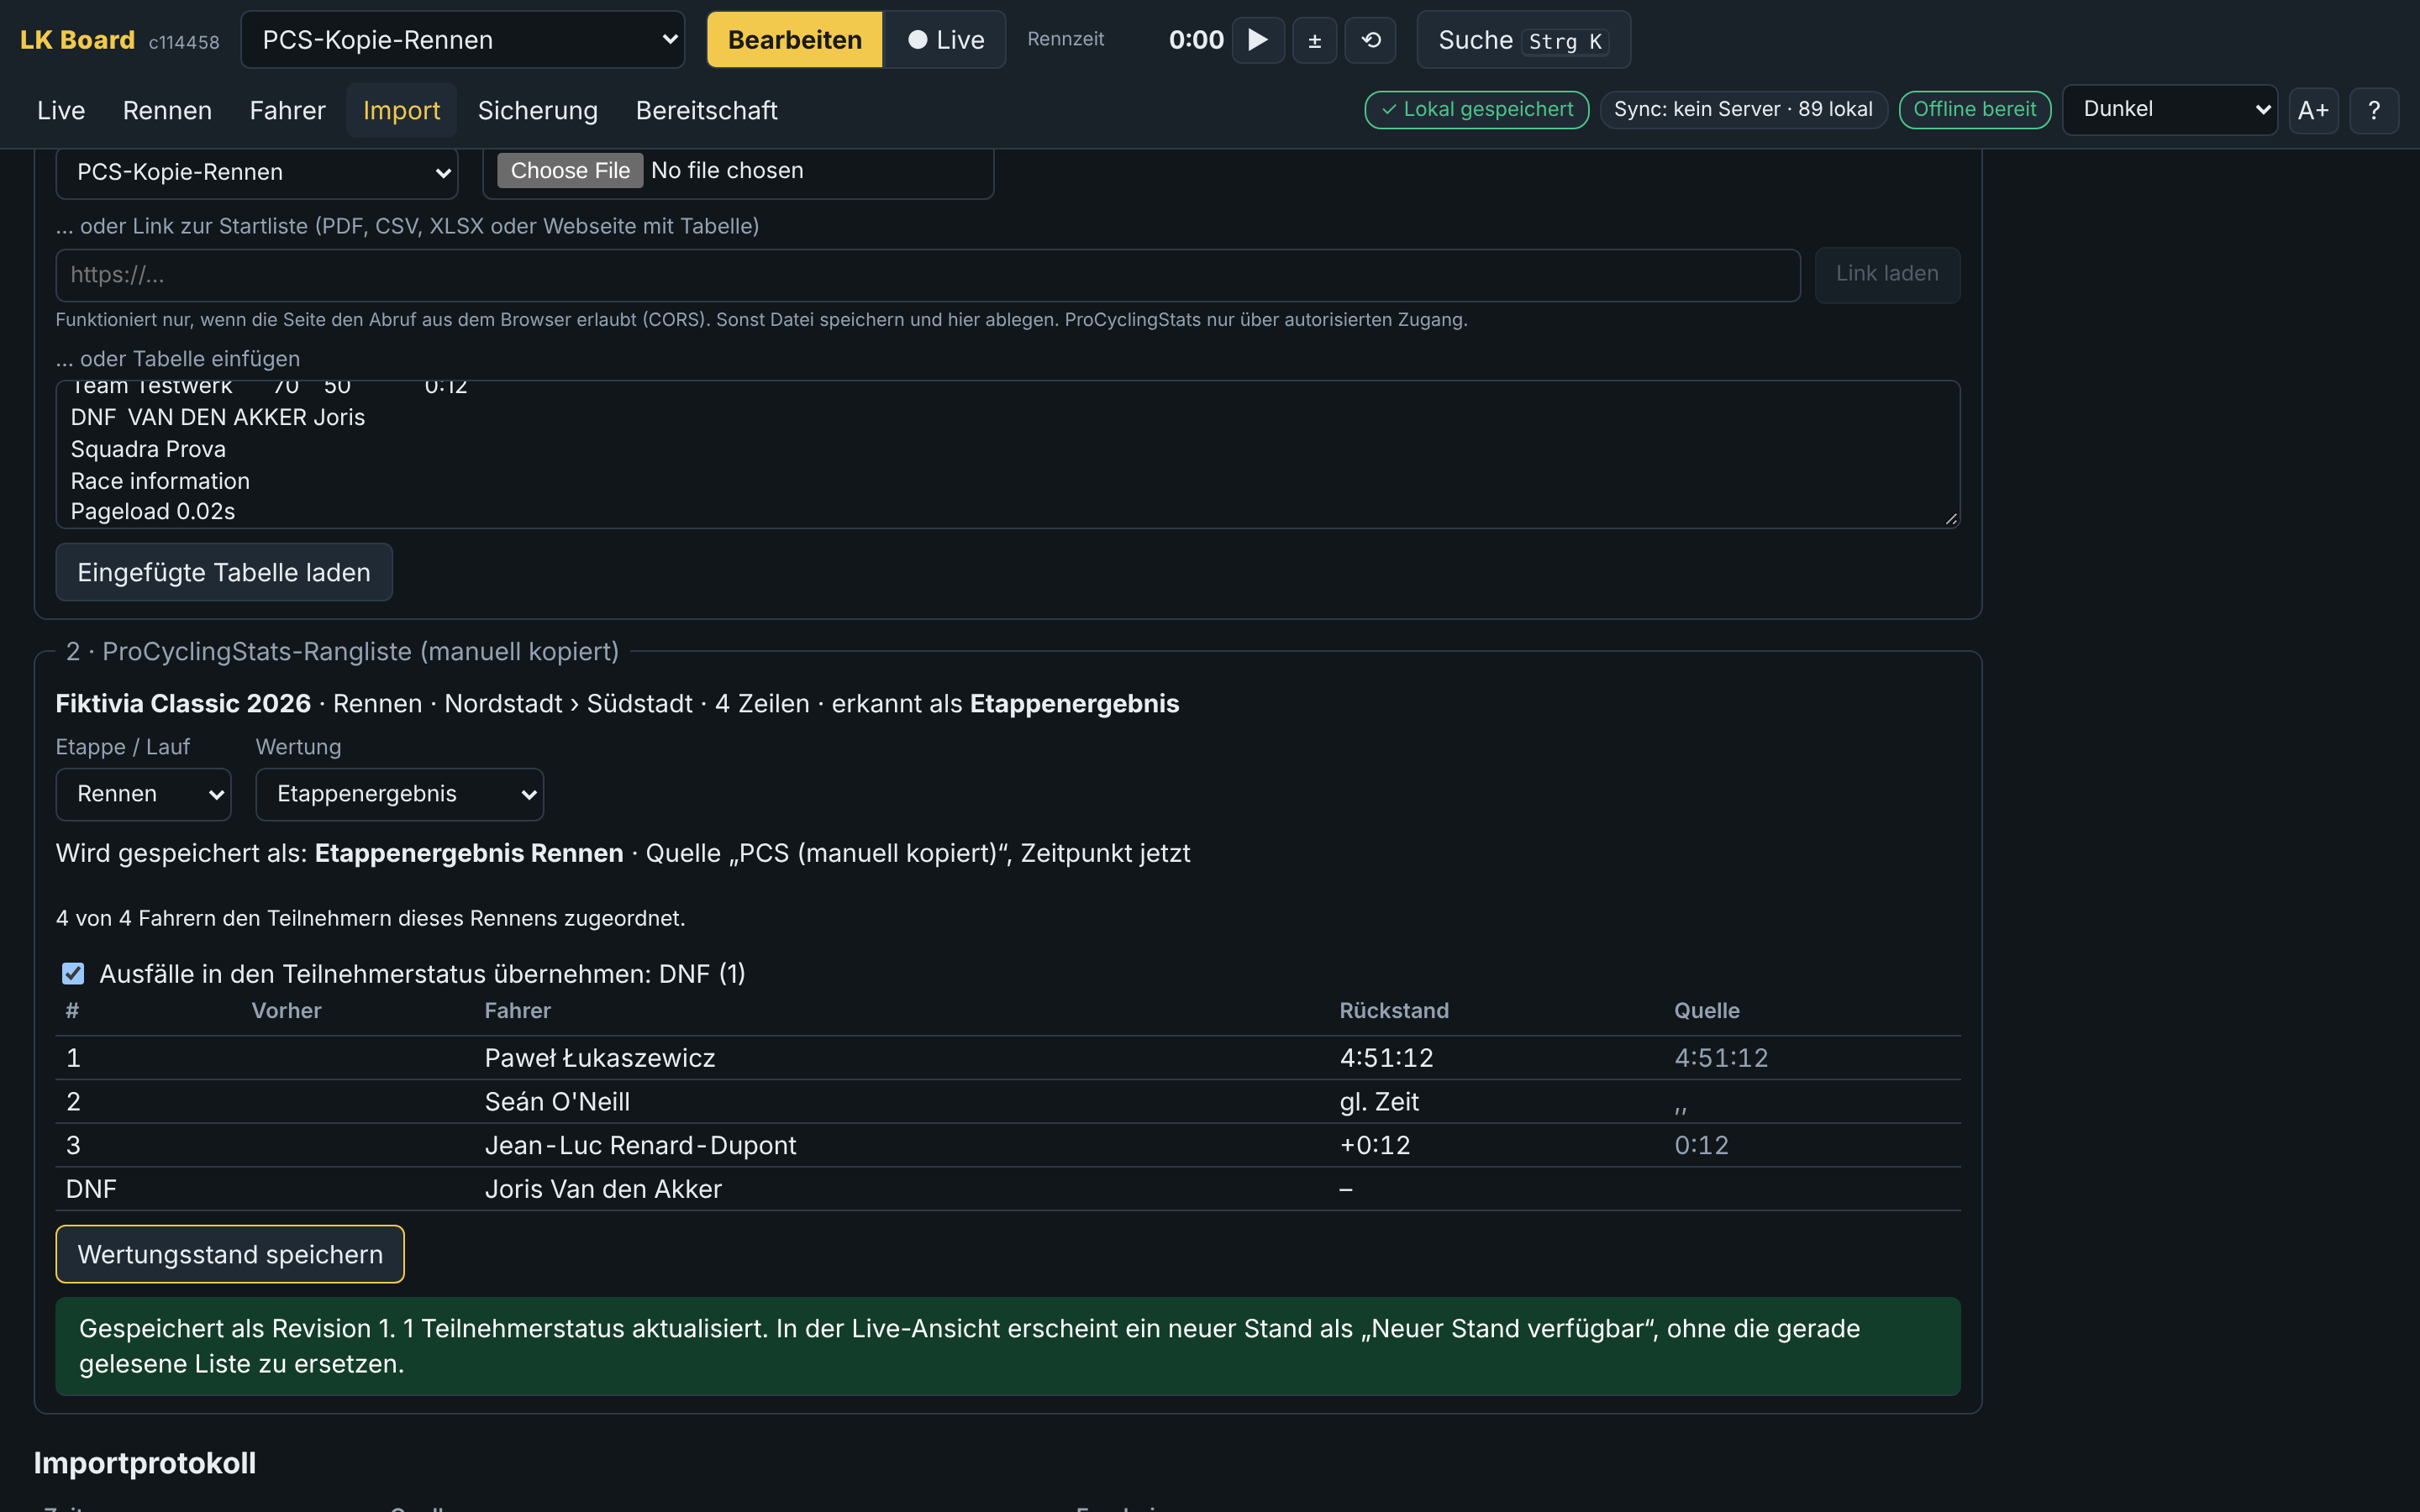 LK Board c114458 PCS-Kopie-Rennen Bearbeiten Live Rennzeit 0:00 ± Suche Strg K
Live Rennen Fahrer Import Sicherung Bereitschaft ✓ Lokal gespeichert Sync: kein Server · 89 lokal Offline bereit Dunkel A+ ?
PCS-Kopie-Rennen Choose File No file chosen
… oder Link zur Startliste (PDF, CSV, XLSX oder Webseite mit Tabelle)
https://… Link laden
Funktioniert nur, wenn die Seite den Abruf aus dem Browser erlaubt (CORS). Sonst Datei speichern und hier ablegen. ProCyclingStats nur über autorisierten Zugang.
… oder Tabelle einfügen
Team Testwerk 70 50 0:12
DNF VAN DEN AKKER Joris
Squadra Prova
Race information
Pageload 0.02s
Eingefügte Tabelle laden
2 · ProCyclingStats-Rangliste (manuell kopiert)
Fiktivia Classic 2026 · Rennen · Nordstadt › Südstadt · 4 Zeilen · erkannt als Etappenergebnis
Etappe / Lauf Wertung
Rennen Etappenergebnis
Wird gespeichert als: Etappenergebnis Rennen · Quelle „PCS (manuell kopiert)“, Zeitpunkt jetzt
4 von 4 Fahrern den Teilnehmern dieses Rennens zugeordnet.
Ausfälle in den Teilnehmerstatus übernehmen: DNF (1)
# Vorher Fahrer Rückstand Quelle
1 Paweł Łukaszewicz 4:51:12 4:51:12
2 Seán O'Neill gl. Zeit ,,
3 Jean-Luc Renard-Dupont +0:12 0:12
DNF Joris Van den Akker –
Wertungsstand speichern
Gespeichert als Revision 1. 1 Teilnehmerstatus aktualisiert. In der Live-Ansicht erscheint ein neuer Stand als „Neuer Stand verfügbar“, ohne die gerade
gelesene Liste zu ersetzen.
Importprotokoll